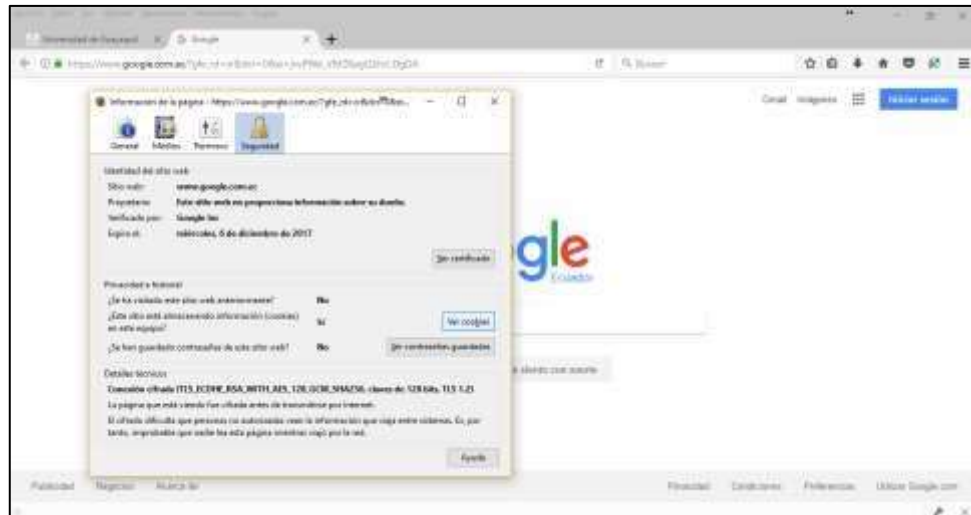 Universidad de Guayaquil
Google
Buscar
Información de la página - https://www.google.com.ec/?gfe_rd=cr&
Gmail Imágenes Iniciar sesión
General Medios Permisos Seguridad
Identidad del sitio web
Sitio web: www.google.com.ec
Propietario: Este sitio web no proporciona información sobre su dueño.
Verificado por: Google Inc
Expira el: miércoles, 6 de diciembre de 2017
Ver certificado
gle
Ecuador
Privacidad e historial
¿Se ha visitado este sitio web anteriormente? No
¿Este sitio está almacenando información (cookies) Sí Ver cookies
en este equipo?
¿Se han guardado contraseñas de este sitio web? No Ver contraseñas guardadas
Detalles técnicos
Conexión cifrada (TLS_ECDHE_RSA_WITH_AES_128_GCM_SHA256, claves de 128 bits, TLS 1.2)
La página que está viendo fue cifrada antes de transmitirse por Internet.
El cifrado dificulta que personas no autorizadas vean la información que viaja entre sistemas. Es, por
tanto, improbable que nadie lea esta página mientras viajó por la red.
Ayuda
Publicidad Negocios Acerca de Privacidad Condiciones Preferencias Utilizar Google.com